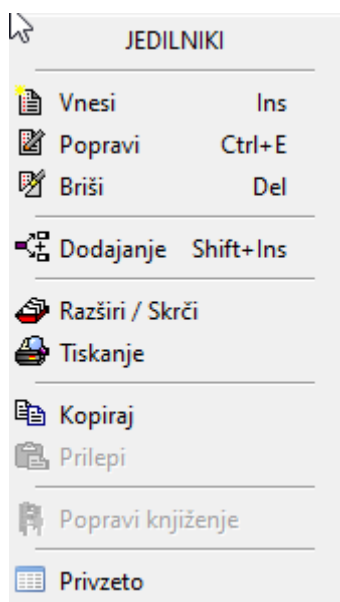 JEDILNIKI
Vnesi Ins
Popravi Ctrl+E
Briši Del
Dodajanje Shift+Ins
Razširi / Skrči
Tiskanje
Kopiraj
Prilepi
Popravi knjiženje
Privzeto